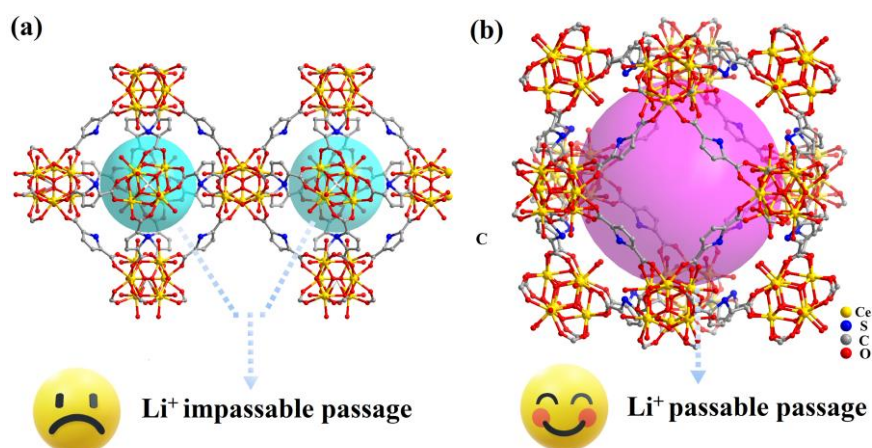 (a)
(b)
C
Ce
S
C
O
Li⁺ impassable passage
Li⁺ passable passage